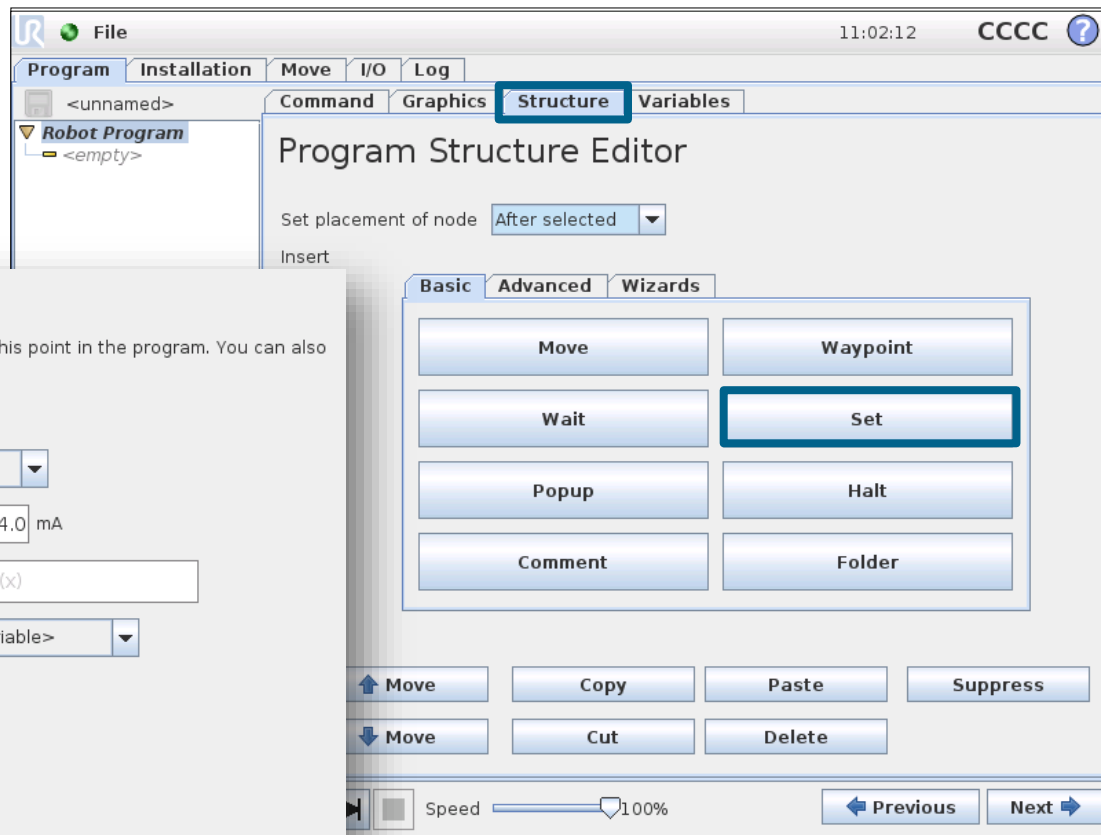 UR File 11:02:12 CCCC ?
Program Installation Move I/O Log
<unnamed> Command Graphics Structure Variables
Robot Program
<empty>
Program Structure Editor
Set placement of node After selected
Insert
Basic Advanced Wizards
his point in the program. You can also
Move Waypoint
Wait Set
4.0 mA
Popup Halt
(x)
Comment Folder
iable>
Move Copy Paste Suppress
Move Cut Delete
Speed 100% Previous Next